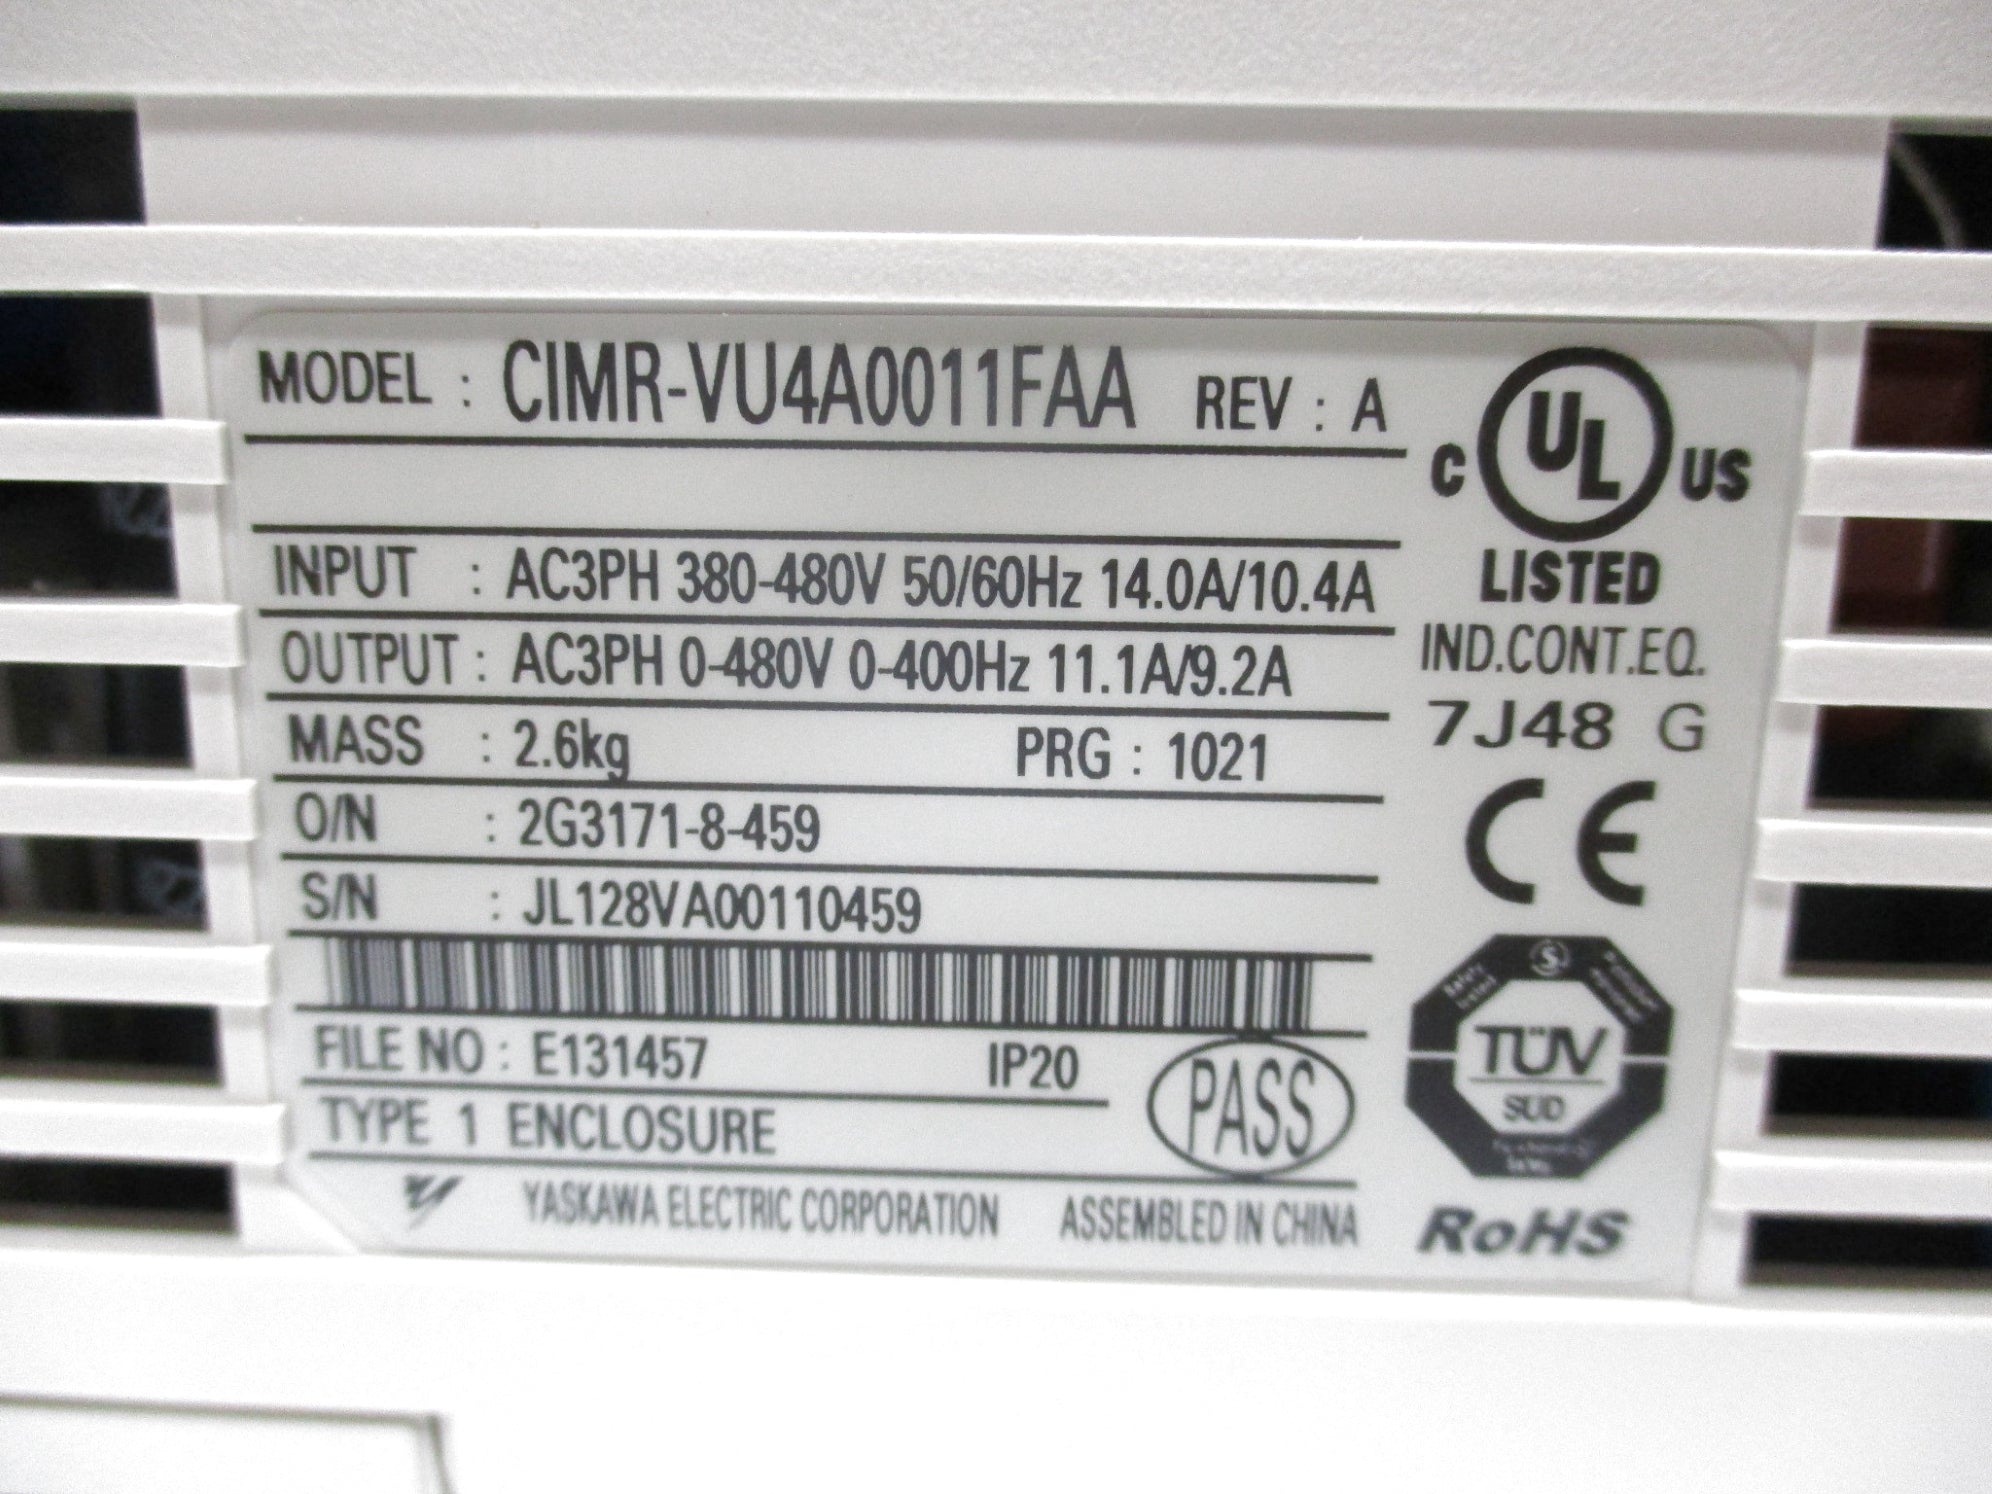 MODEL : CIMR-VU4A0011FAA REV : A
C UL US
LISTED
IND.CONT.EQ.
7J48 G
INPUT : AC3PH 380-480V 50/60Hz 14.0A/10.4A
OUTPUT : AC3PH 0-480V 0-400Hz 11.1A/9.2A
MASS : 2.6kg PRG : 1021
O/N : 2G3171-8-459
S/N : JL128VA00110459
CE
FILE NO : E131457 IP20
PASS
TYPE 1 ENCLOSURE
YASKAWA ELECTRIC CORPORATION ASSEMBLED IN CHINA
S
Safety
tested
TÜV
SÜD
RoHS